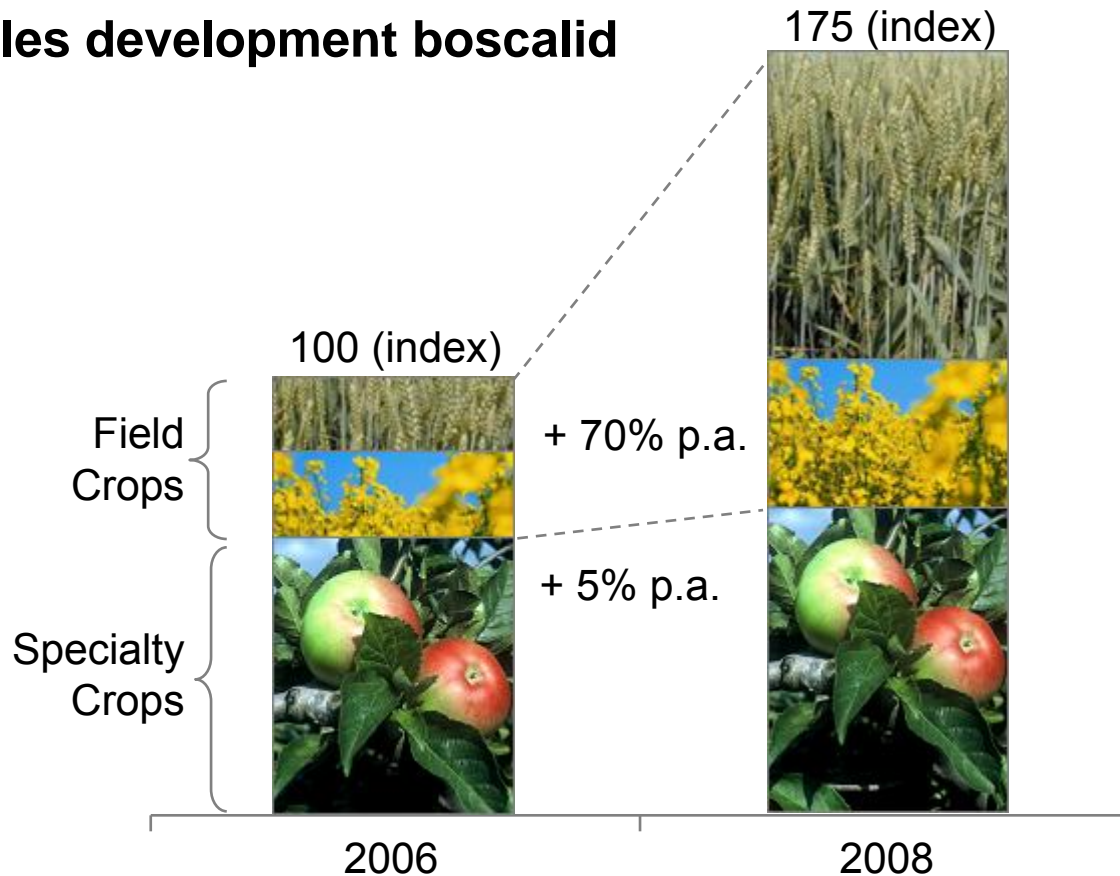 les development boscalid
175 (index)
100 (index)
Field
Crops
+ 70% p.a.
+ 5% p.a.
Specialty
Crops
2006
2008